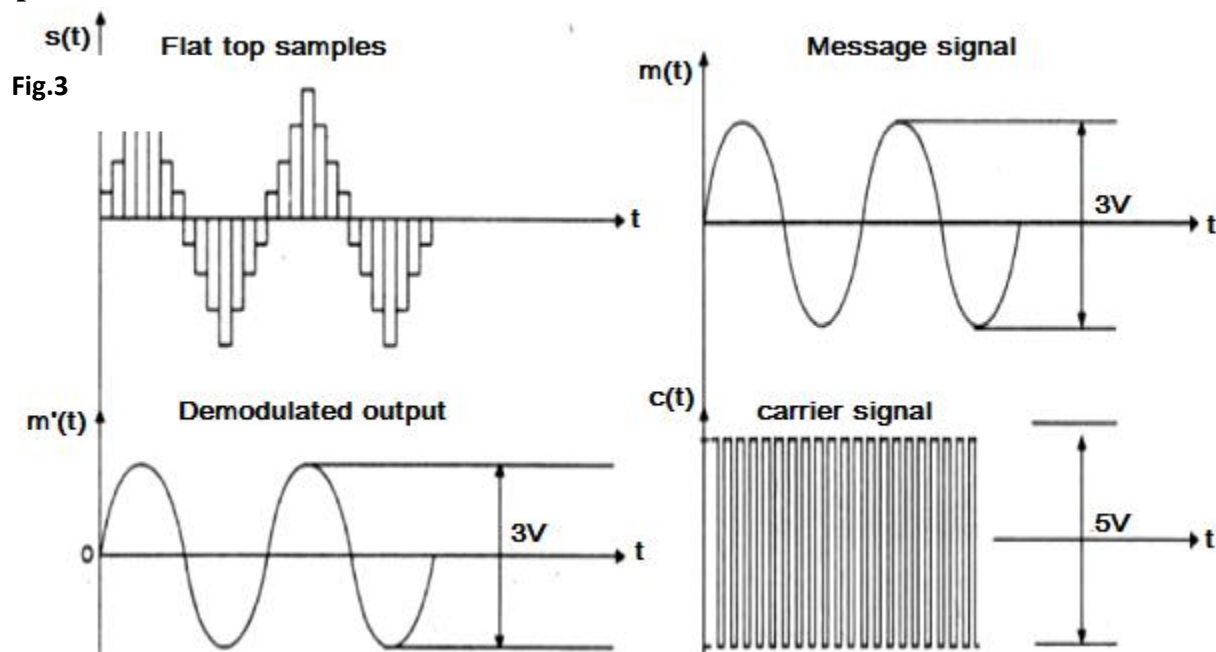 s(t)
Flat top samples
Fig.3
t
Message signal
m(t)
3V
t
m'(t)
Demodulated output
0
3V
t
c(t)
carrier signal
5V
t